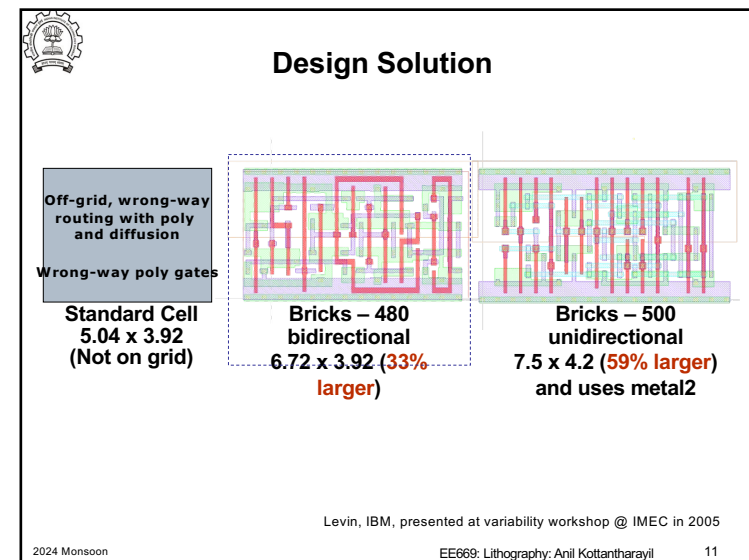 Design Solution
Off-grid, wrong-way
routing with poly
and diffusion
Wrong-way poly gates
Standard Cell
5.04 x 3.92
(Not on grid)
Bricks – 480
bidirectional
6.72 x 3.92 (33%
larger)
Bricks – 500
unidirectional
7.5 x 4.2 (59% larger)
and uses metal2
Levin, IBM, presented at variability workshop @ IMEC in 2005
2024 Monsoon
EE669: Lithography: Anil Kottantharayil
11